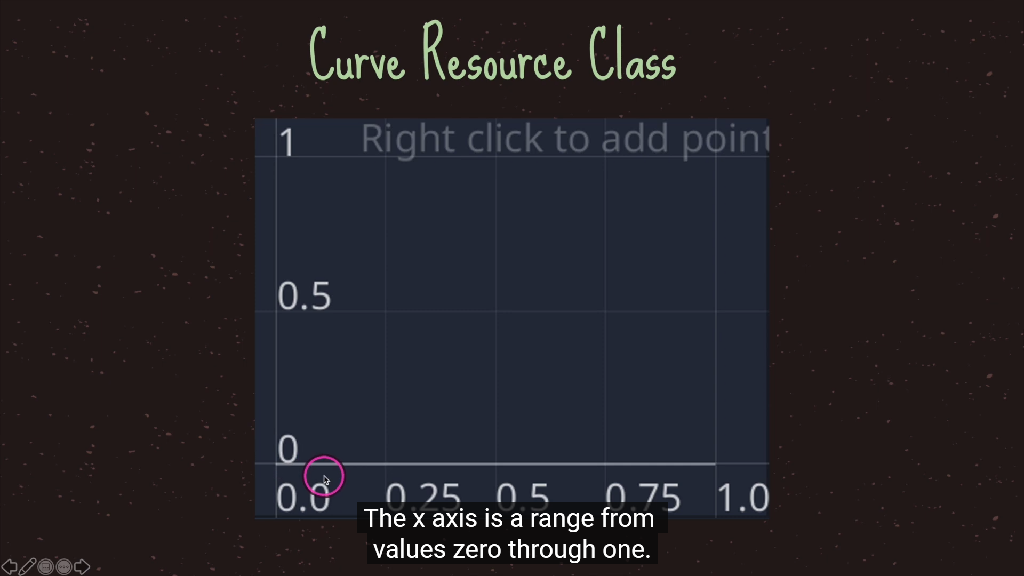 Curve Resource Class
1 Right click to add point
0.5
0
0.0 0.25 0.5 0.75 1.0
The x axis is a range from
values zero through one.